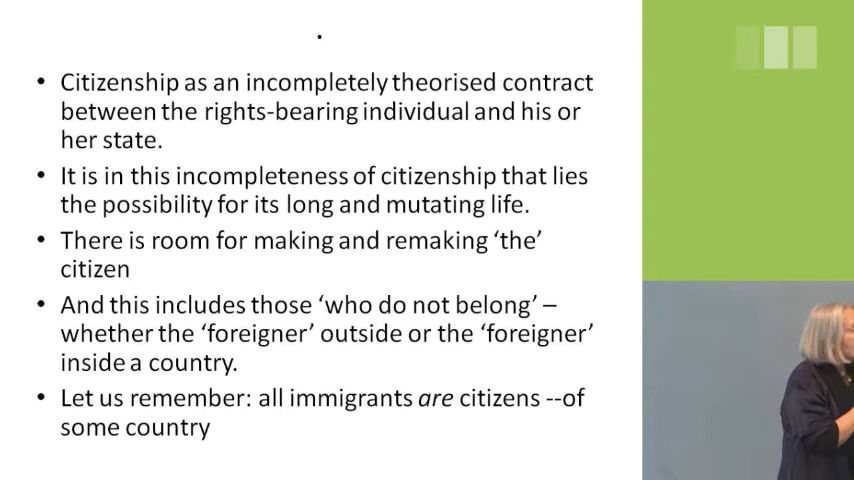 .
• Citizenship as an incompletely theorised contract
between the rights-bearing individual and his or
her state.
• It is in this incompleteness of citizenship that lies
the possibility for its long and mutating life.
• There is room for making and remaking ‘the’
citizen
• And this includes those ‘who do not belong’ –
whether the ‘foreigner’ outside or the ‘foreigner’
inside a country.
• Let us remember: all immigrants are citizens --of
some country